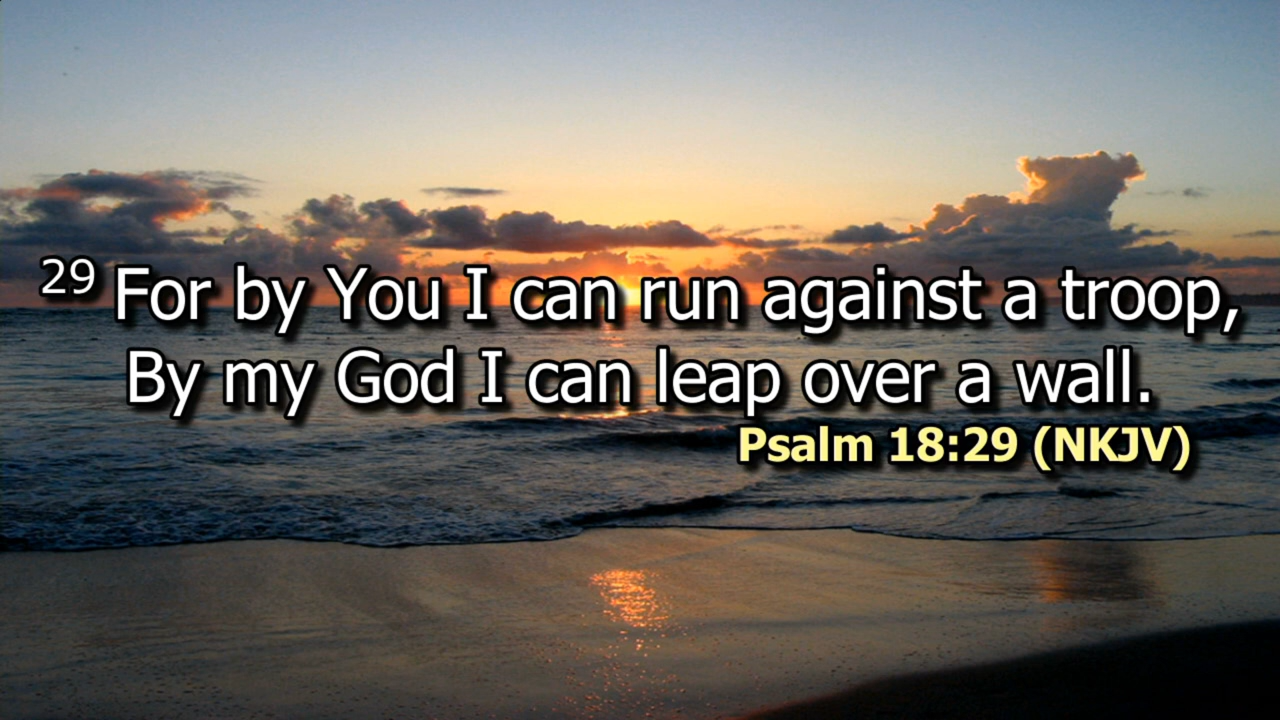 29 For by You I can run against a troop,
By my God I can leap over a wall.
Psalm 18:29 (NKJV)